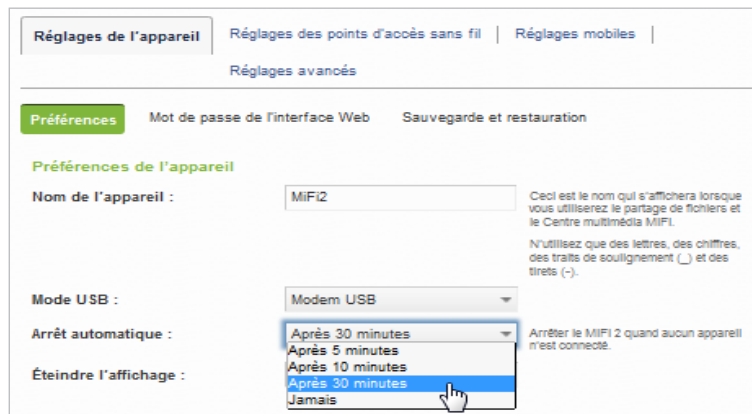 Réglages de l'appareil
Réglages des points d'accès sans fil
Réglages mobiles
Réglages avancés
Préférences
Mot de passe de l'interface Web
Sauvegarde et restauration
Préférences de l'appareil
Nom de l'appareil :
MiFi2
Ceci est le nom qui s'affichera lorsque
vous utiliserez le partage de fichiers et
le Centre multimédia MiFi.
N'utilisez que des lettres, des chiffres,
des traits de soulignement (_) et des
tirets (-).
Mode USB :
Modem USB
Arrêt automatique :
Après 30 minutes
Arrêter le MiFi 2 quand aucun appareil
n'est connecté.
Après 5 minutes
Après 10 minutes
Éteindre l'affichage :
Après 30 minutes
Jamais